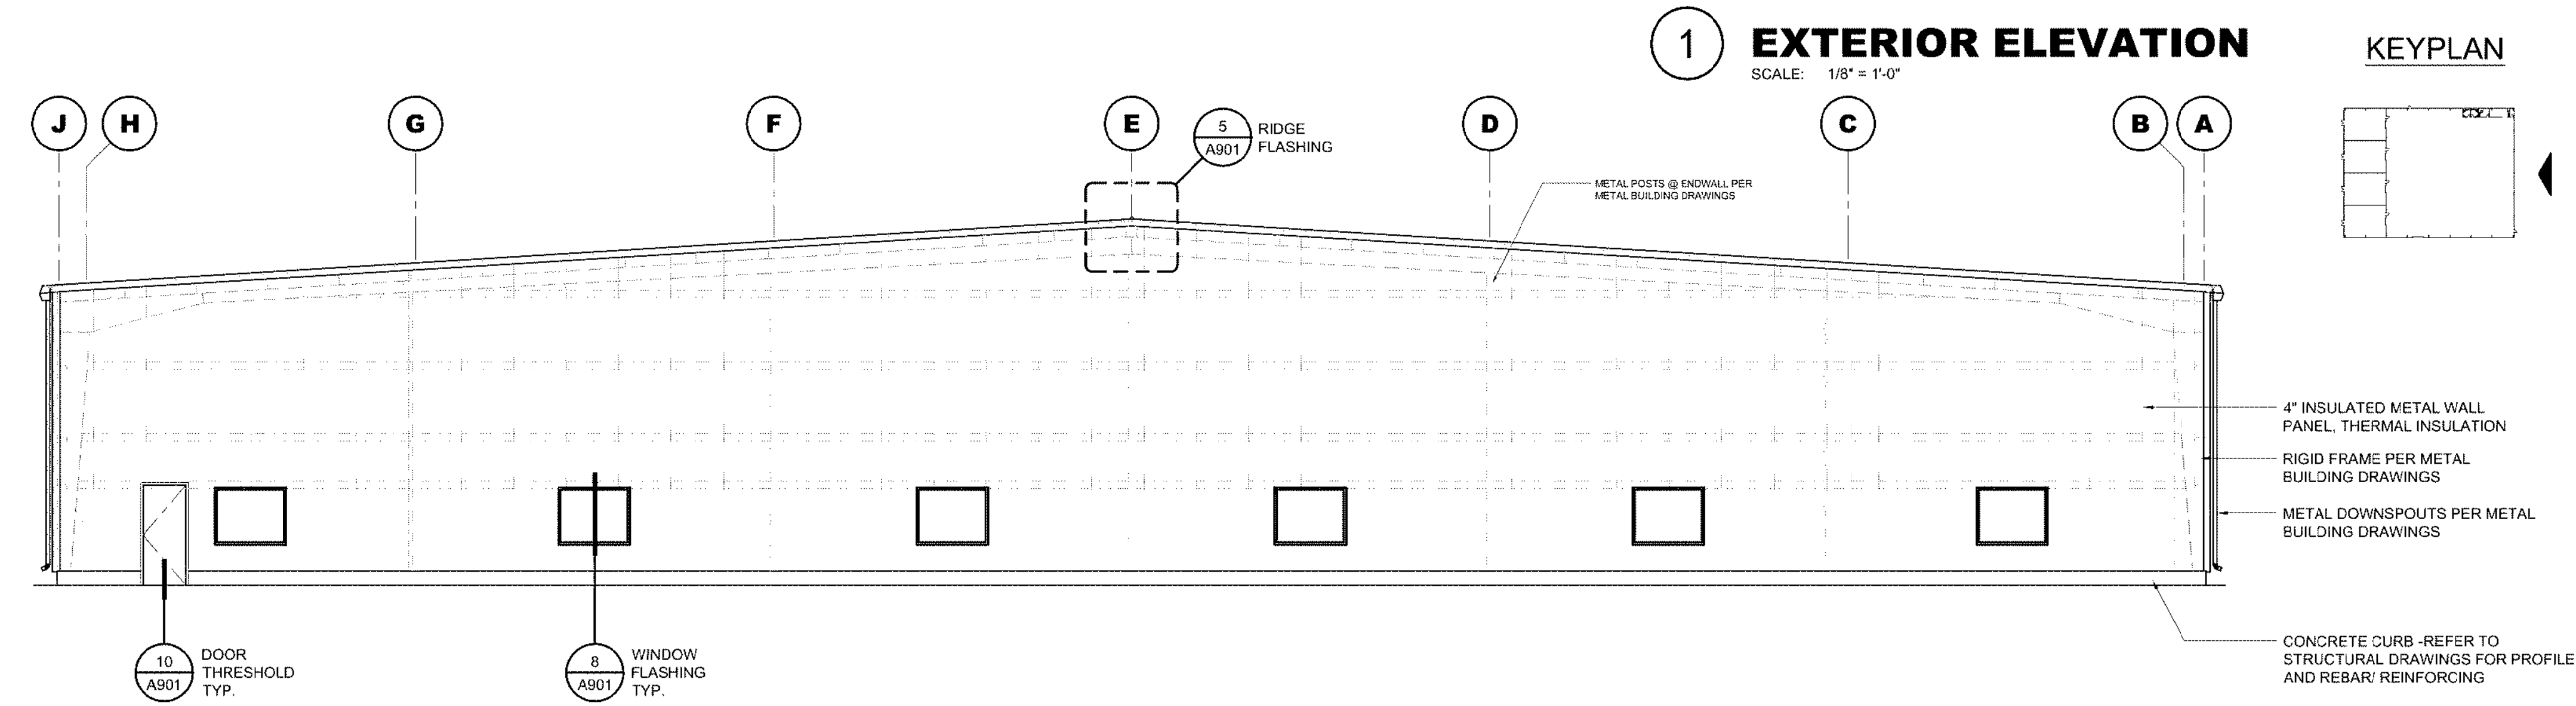 1
EXTERIOR ELEVATION
SCALE: 1/8" = 1'-0"
KEYPLAN
J
H
G
F
E
D
C
B
A
5
A901
RIDGE
FLASHING
METAL POSTS @ ENDWALL PER
METAL BUILDING DRAWINGS
4" INSULATED METAL WALL
PANEL, THERMAL INSULATION
RIGID FRAME PER METAL
BUILDING DRAWINGS
METAL DOWNSPOUTS PER METAL
BUILDING DRAWINGS
CONCRETE CURB -REFER TO
STRUCTURAL DRAWINGS FOR PROFILE
AND REBAR/ REINFORCING
10
A901
DOOR
THRESHOLD
TYP.
8
A901
WINDOW
FLASHING
TYP.